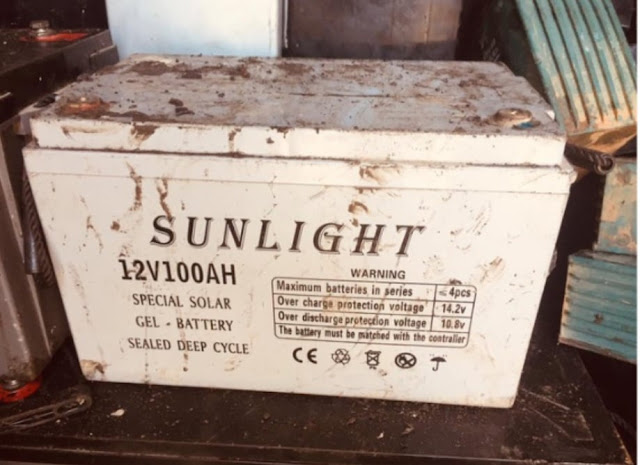 SUNLIGHT
12V100AH
SPECIAL SOLAR
GEL - BATTERY
SEALED DEEP CYCLE
WARNING
Maximum batteries in series ≤4pcs
Over charge protection voltage 14.2v
Over discharge protection voltage 10.8v
The battery must be matched with the controller
CE